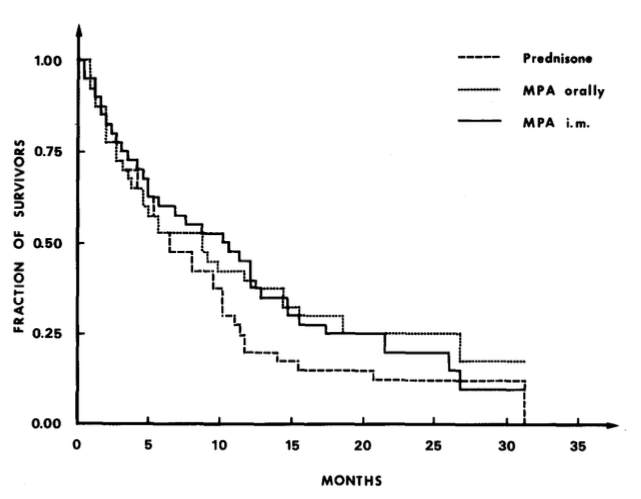 Prednisone
MPA orally
MPA i.m.
FRACTION OF SURVIVORS
1.00
0.75
0.50
0.25
0.00
0
5
10
15
20
25
30
35
MONTHS